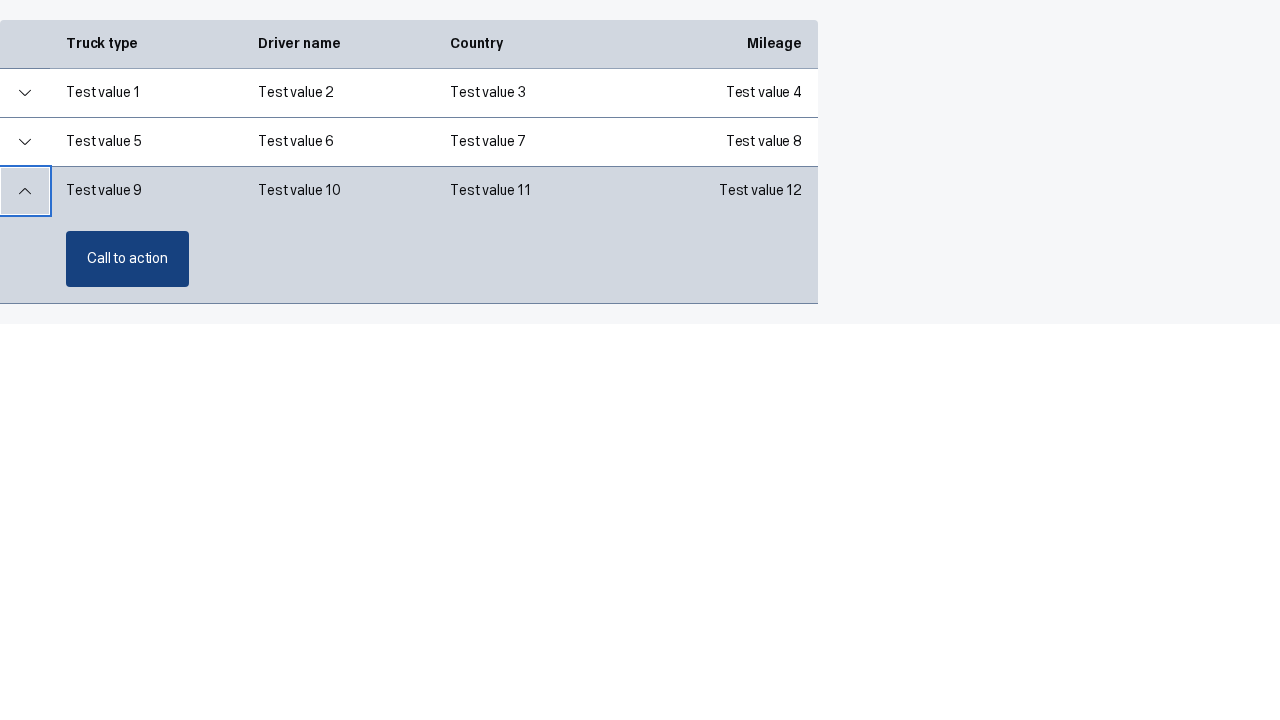 Truck type Driver name Country Mileage
Test value 1 Test value 2 Test value 3 Test value 4
Test value 5 Test value 6 Test value 7 Test value 8
Test value 9 Test value 10 Test value 11 Test value 12
Call to action